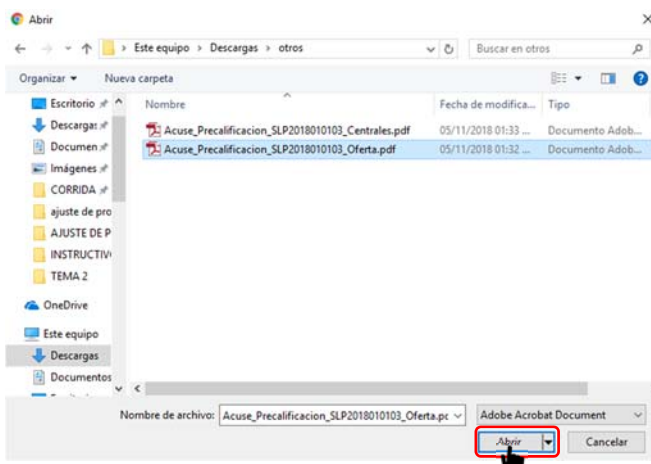 Abrir
Este equipo > Descargas > otros
Buscar en otros
Organizar
Nueva carpeta
Nombre
Fecha de modifica...
Tipo
Escritorio
Descargas
Documen
Imágenes
CORRIDA
ajuste de pro
AJUSTE DE P
INSTRUCTIV
TEMA 2
OneDrive
Este equipo
Descargas
Documentos
Acuse_Precalificacion_SLP2018010103_Centrales.pdf 05/11/2018 01:33 ... Documento Adob...
Acuse_Precalificacion_SLP2018010103_Oferta.pdf 05/11/2018 01:32 ... Documento Adob...
Nombre de archivo: Acuse_Precalificacion_SLP2018010103_Oferta.pc
Adobe Acrobat Document
Abrir
Cancelar